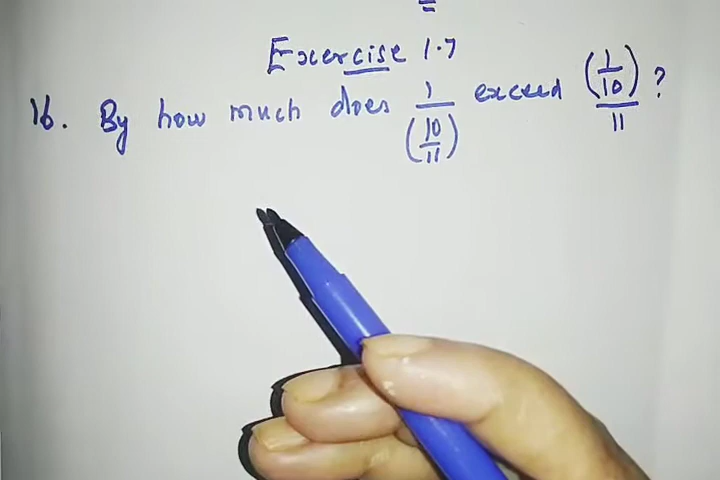 Exercise 1.7
16. By how much does 1/(10/11) exceed (1/10)/11 ?